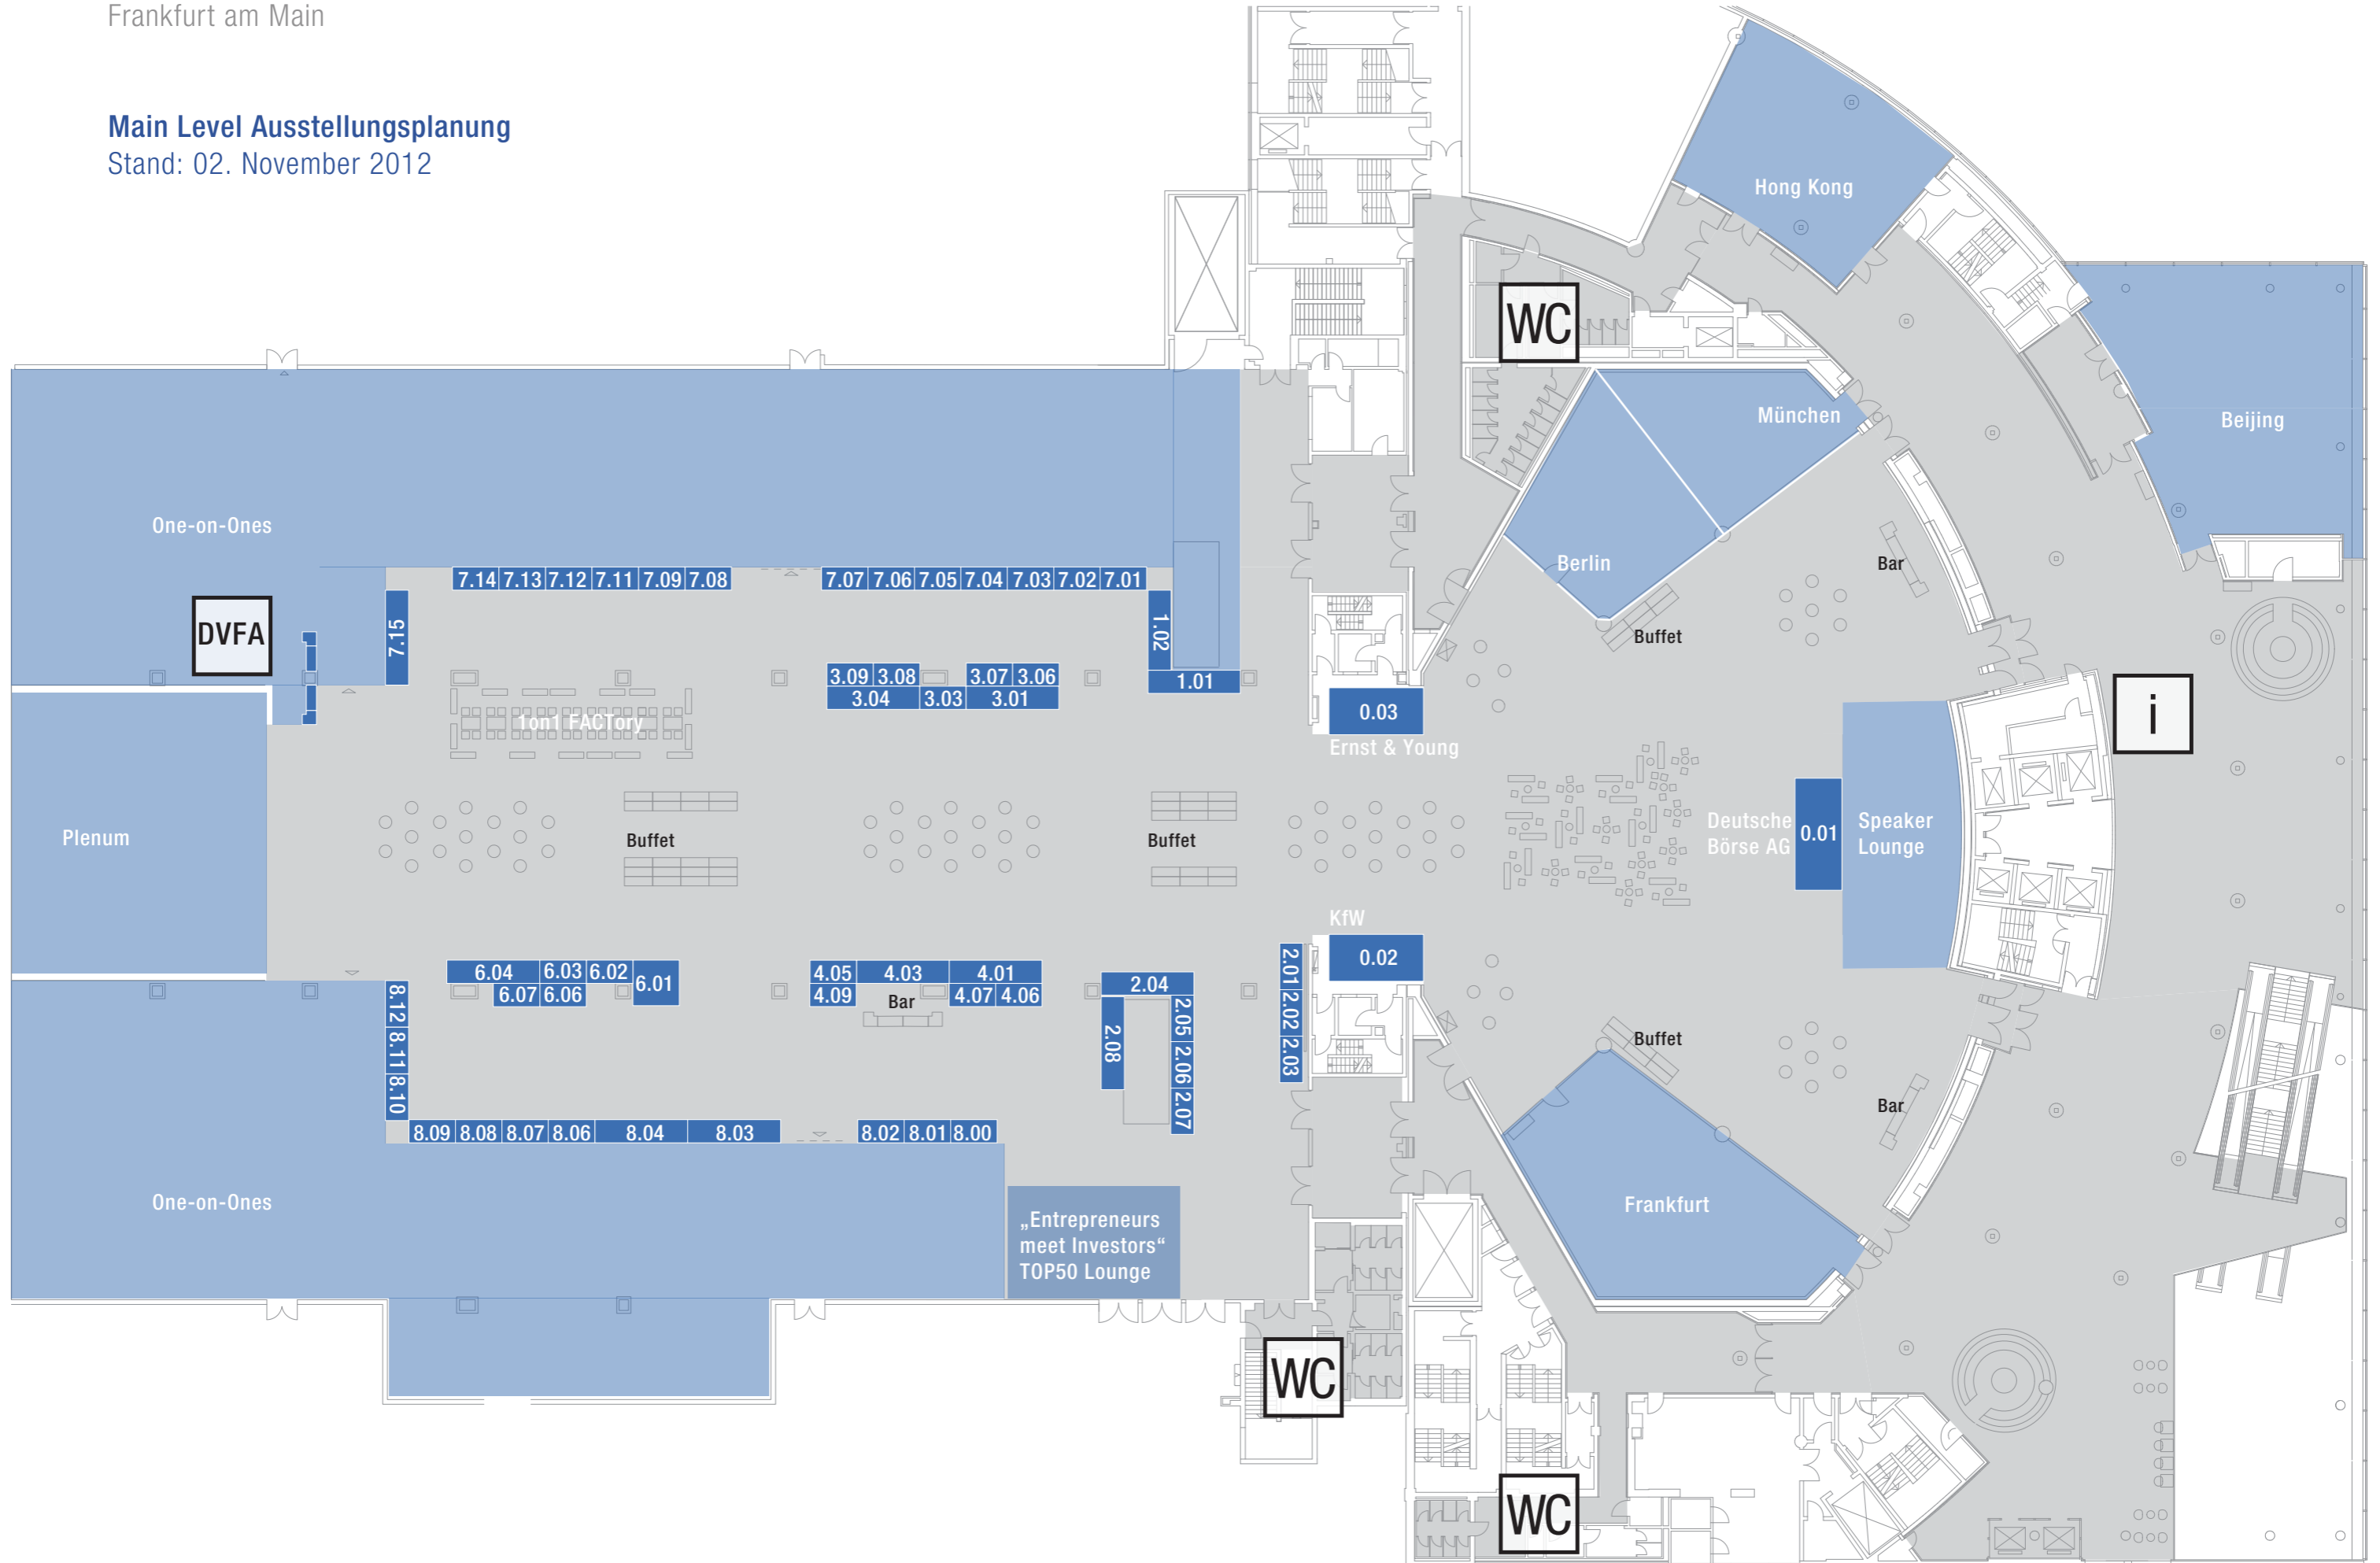 Frankfurt am Main
Main Level Ausstellungsplanung
Stand: 02. November 2012
Hong Kong
WC
München
Beijing
One-on-Ones
Berlin
Bar
7.14 7.13 7.12 7.11 7.09 7.08
7.07 7.06 7.05 7.04 7.03 7.02 7.01
DVFA
7.15
1.02
Buffet
3.09 3.08
3.07 3.06
1.01
3.04 3.03 3.01
0.03
i
1on1 FACTory
Ernst & Young
Plenum
Buffet
Buffet
Deutsche
Börse AG
0.01
Speaker
Lounge
KfW
0.02
6.04 6.03 6.02 6.01
6.07 6.06
4.05 4.03 4.01
4.09
Bar
4.07 4.06
2.04
2.05 2.06 2.07
2.08
2.01 2.02 2.03
8.12 8.11 8.10
Buffet
Bar
8.09 8.08 8.07 8.06 8.04 8.03
8.02 8.01 8.00
One-on-Ones
Frankfurt
„Entrepreneurs
meet Investors“
TOP50 Lounge
WC
WC